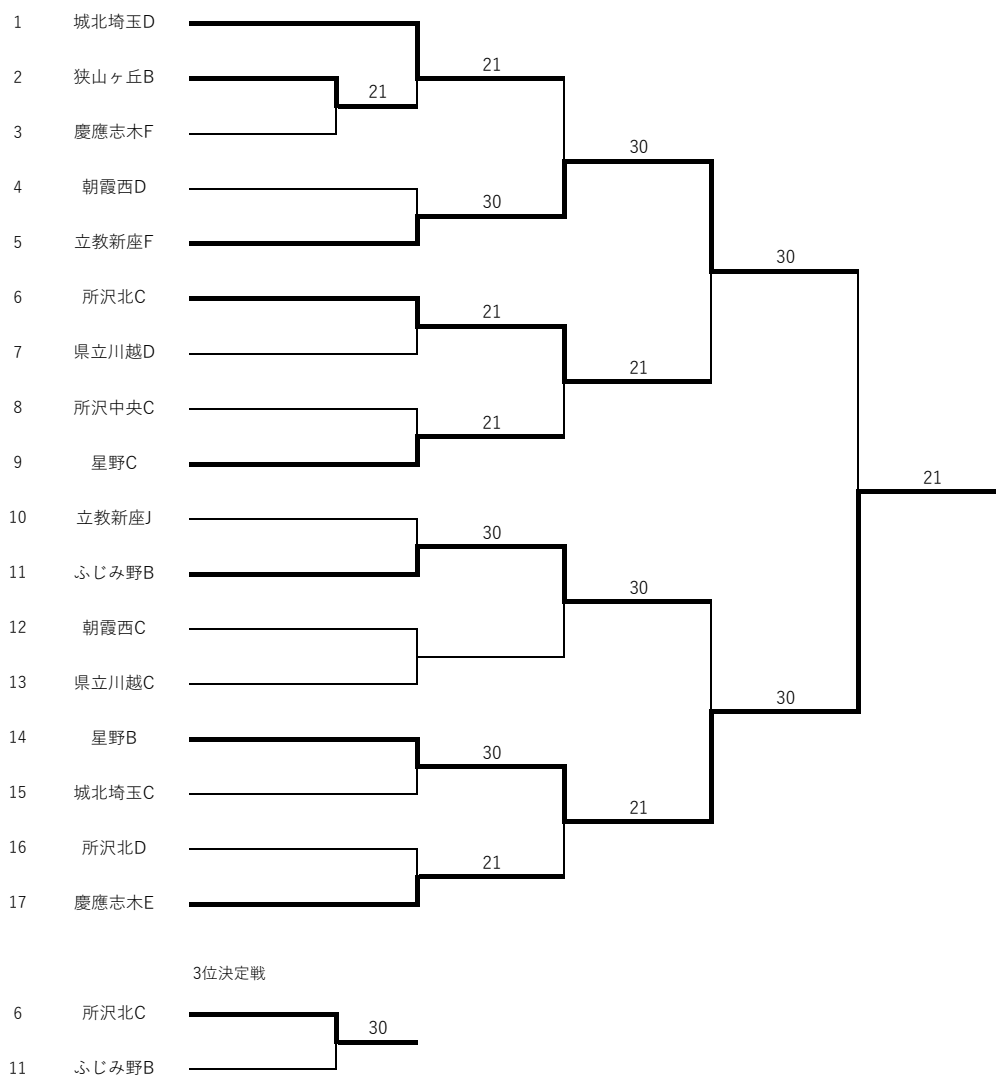 1 城北埼玉D
21
2 狭山ヶ丘B
21
3 慶應志木F
30
4 朝霞西D
30
5 立教新座F
30
6 所沢北C
21
7 県立川越D
21
8 所沢中央C
21
9 星野C
21
10 立教新座J
30
11 ふじみ野B
30
12 朝霞西C
13 県立川越C
30
14 星野B
30
15 城北埼玉C
21
16 所沢北D
21
17 慶應志木E
3位決定戦
6 所沢北C
30
11 ふじみ野B